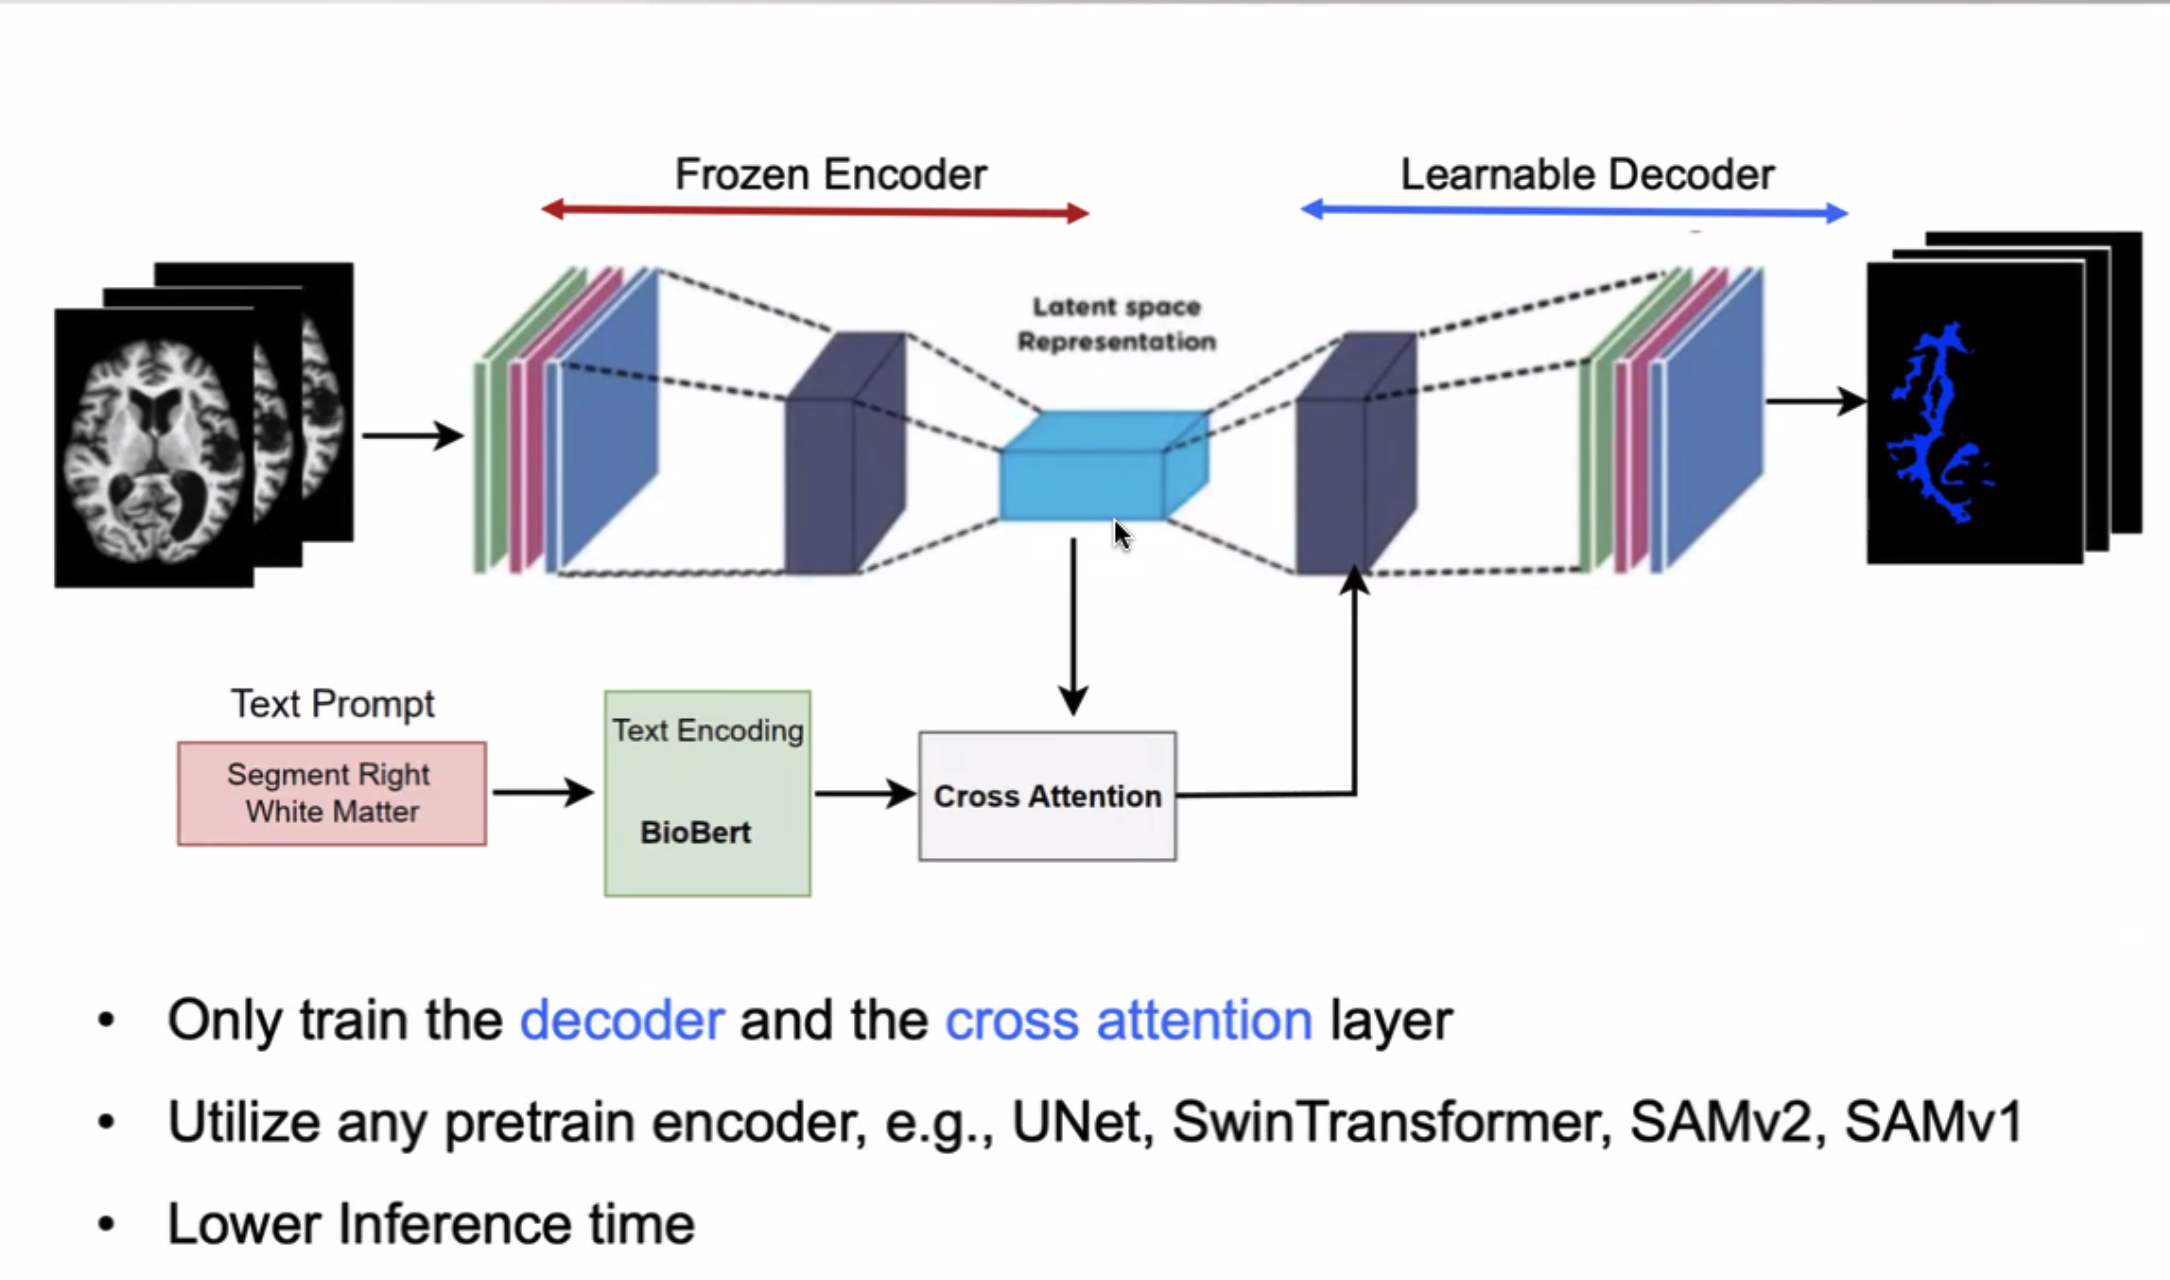 Frozen Encoder
Learnable Decoder
Latent space
Representation
Text Prompt
Segment Right
White Matter
Text Encoding
BioBert
Cross Attention
• Only train the decoder and the cross attention layer
• Utilize any pretrain encoder, e.g., UNet, SwinTransformer, SAMv2, SAMv1
• Lower Inference time